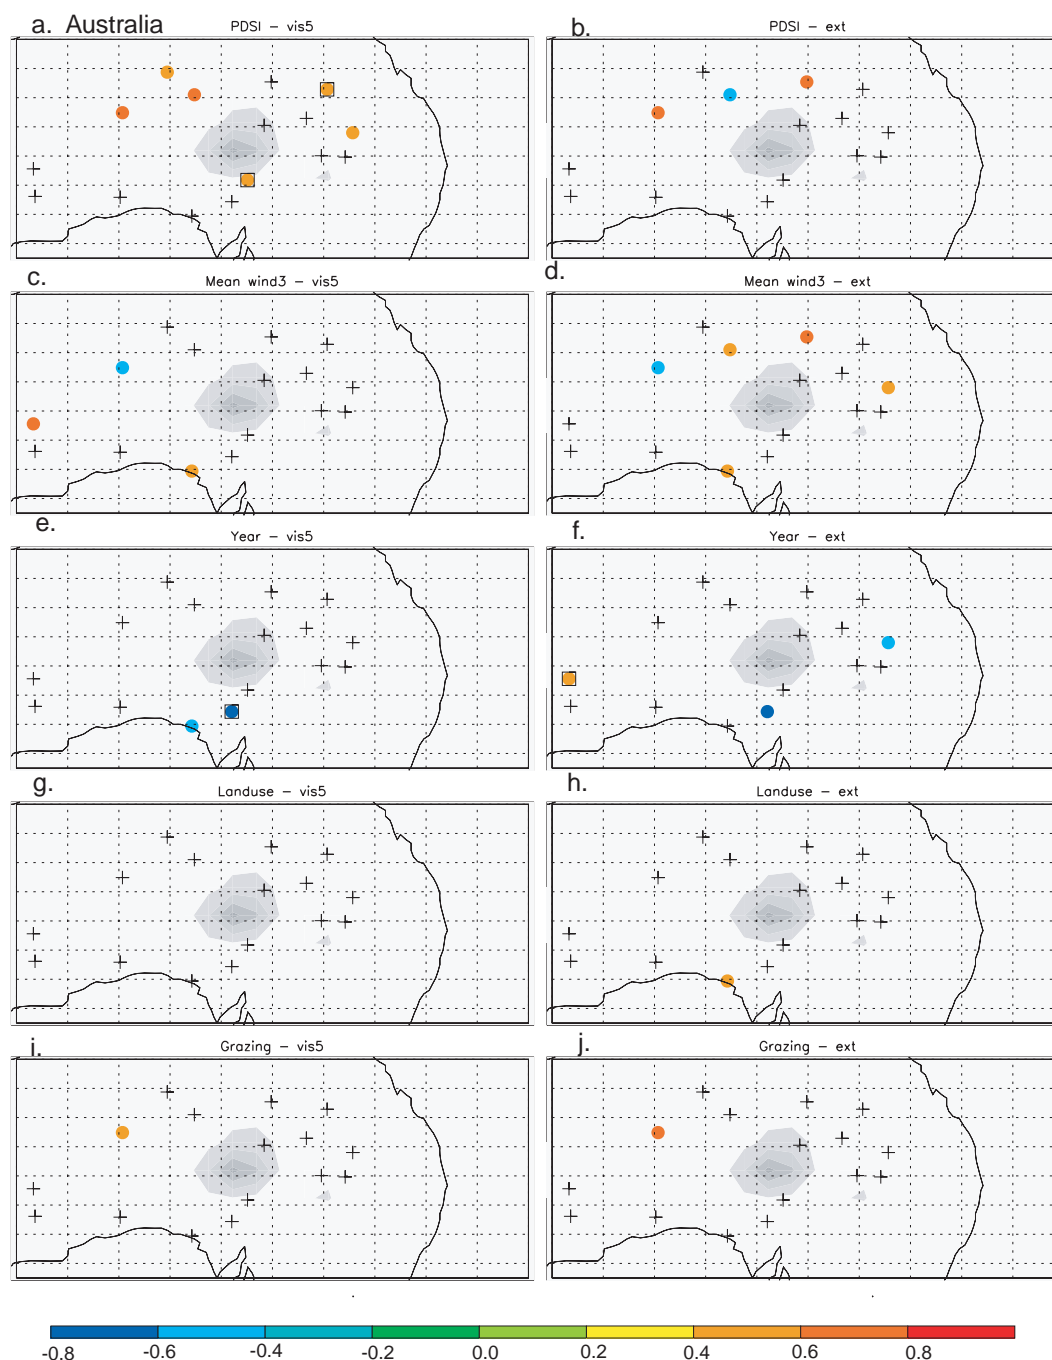 a. Australia
PDSI – vis5
b.
PDSI – ext
c.
Mean wind3 – vis5
d.
Mean wind3 – ext
e.
Year – vis5
f.
Year – ext
g.
Landuse – vis5
h.
Landuse – ext
i.
Grazing – vis5
j.
Grazing – ext
-0.8 -0.6 -0.4 -0.2 0.0 0.2 0.4 0.6 0.8